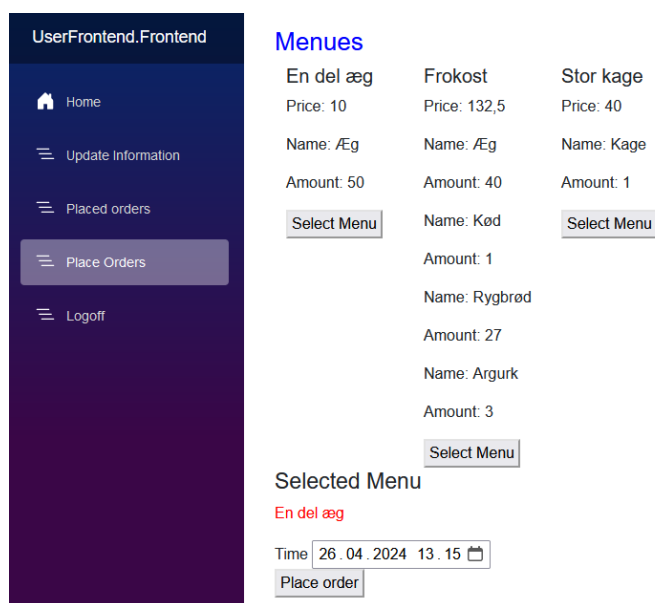 UserFrontend.Frontend
Home
Update Information
Placed orders
Place Orders
Logoff
Menues
En del æg
Price: 10
Name: Æg
Amount: 50
Select Menu
Frokost
Price: 132,5
Name: Æg
Amount: 40
Name: Kød
Amount: 1
Name: Rygbrød
Amount: 27
Name: Argurk
Amount: 3
Select Menu
Stor kage
Price: 40
Name: Kage
Amount: 1
Select Menu
Selected Menu
En del æg
Time 26.04.2024 13.15
Place order